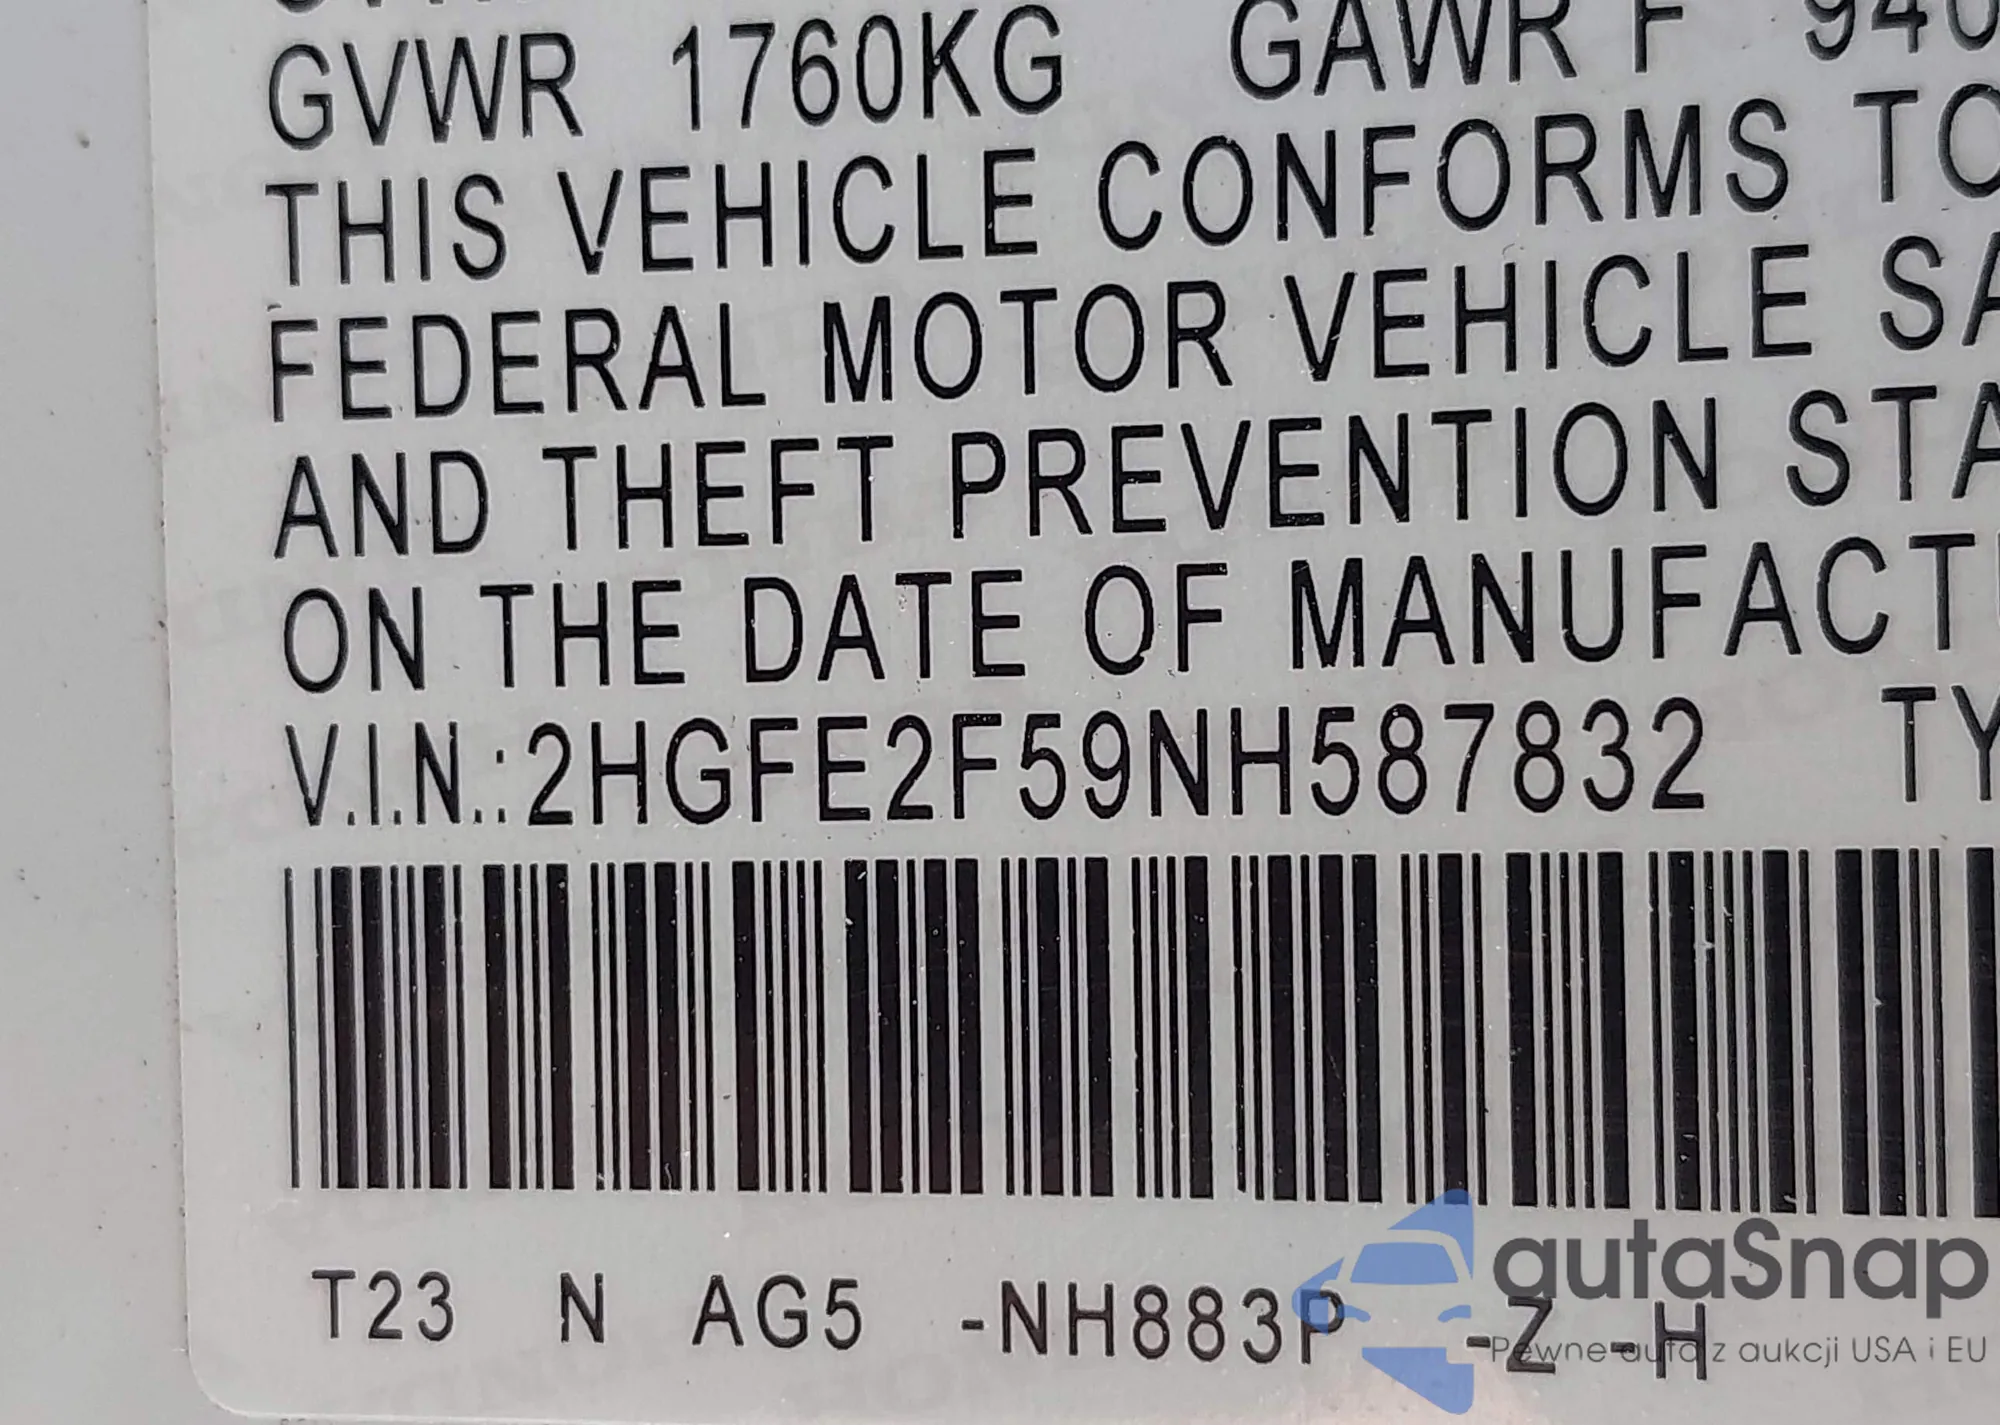 GVWR 1760KG GAWR F 940
THIS VEHICLE CONFORMS TO
FEDERAL MOTOR VEHICLE SA
AND THEFT PREVENTION STA
ON THE DATE OF MANUFACT
V.I.N.:2HGFE2F59NH587832 TY
T23 N AG5 -NH883P -Z -H
autaSnap
Pewne auta z aukcji USA i EU